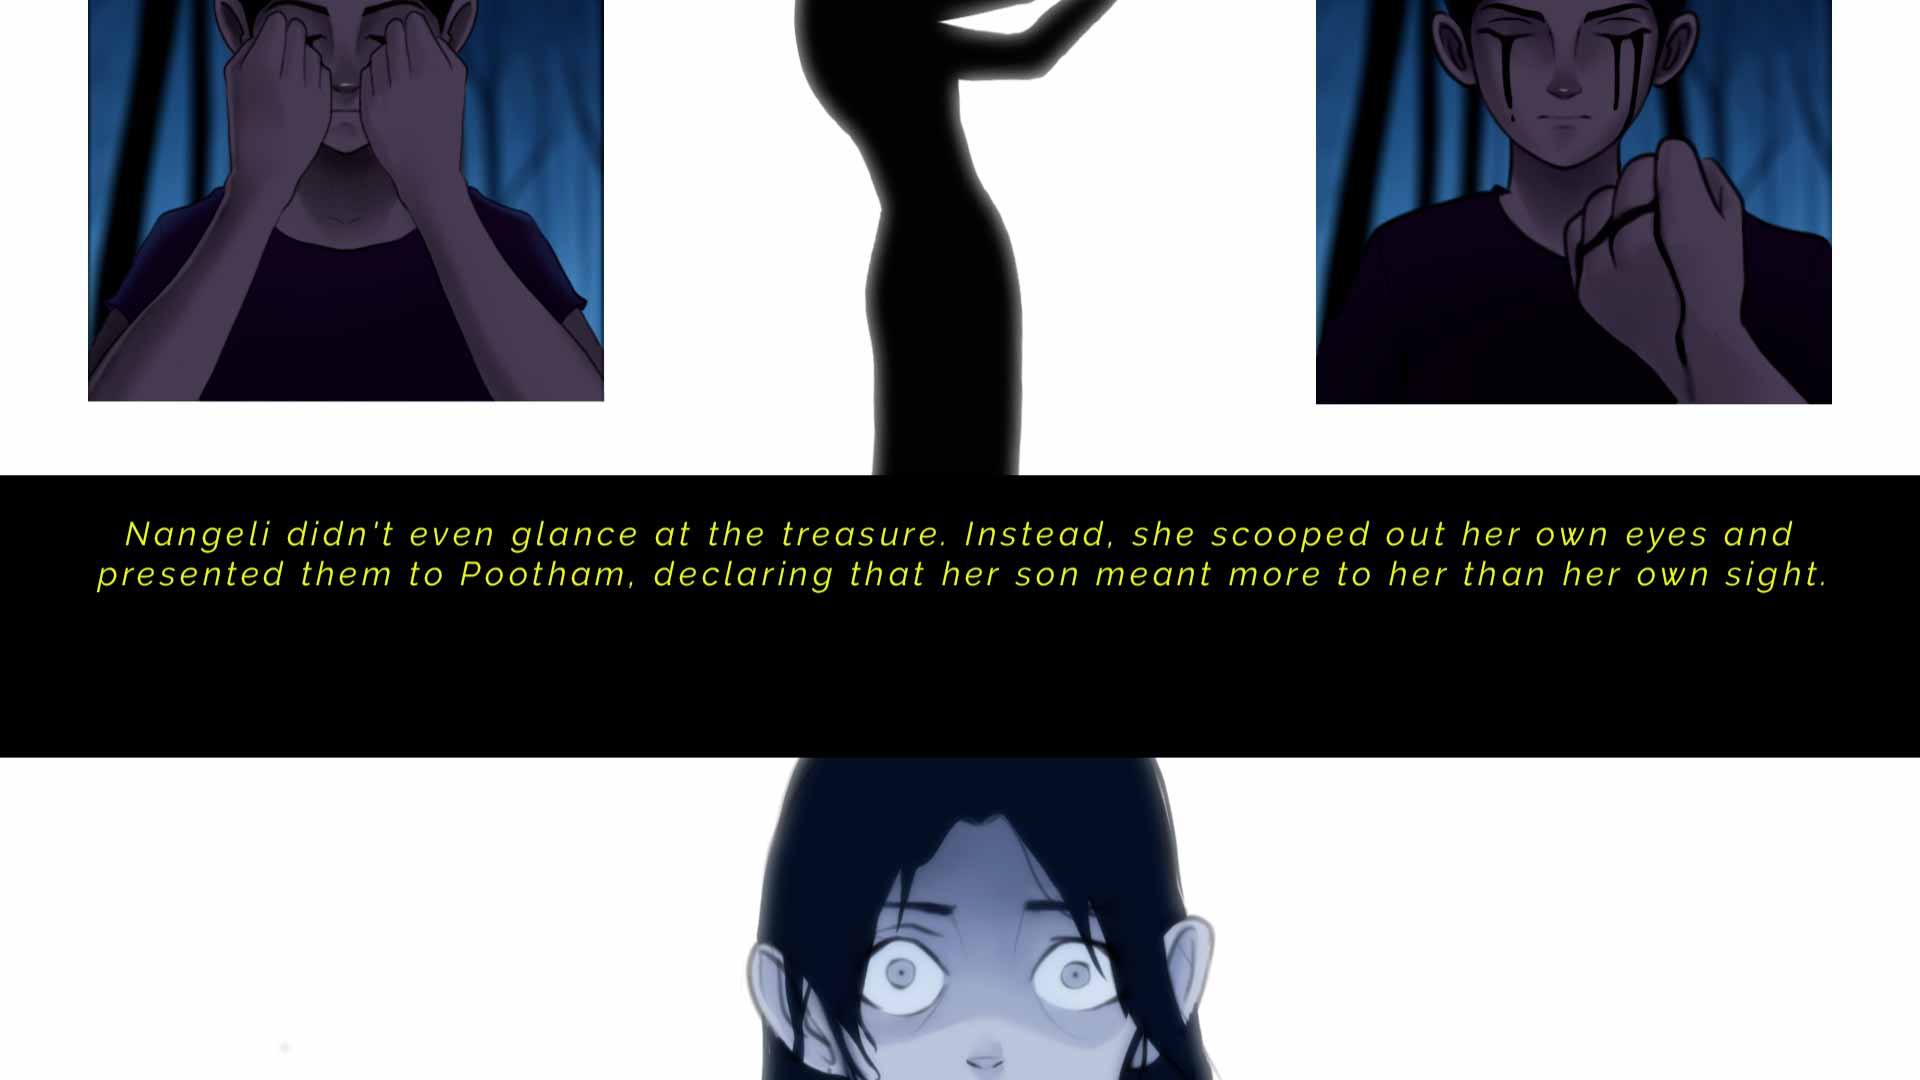 Nangeli didn't even glance at the treasure. Instead, she scooped out her own eyes and
presented them to Pootham, declaring that her son meant more to her than her own sight.